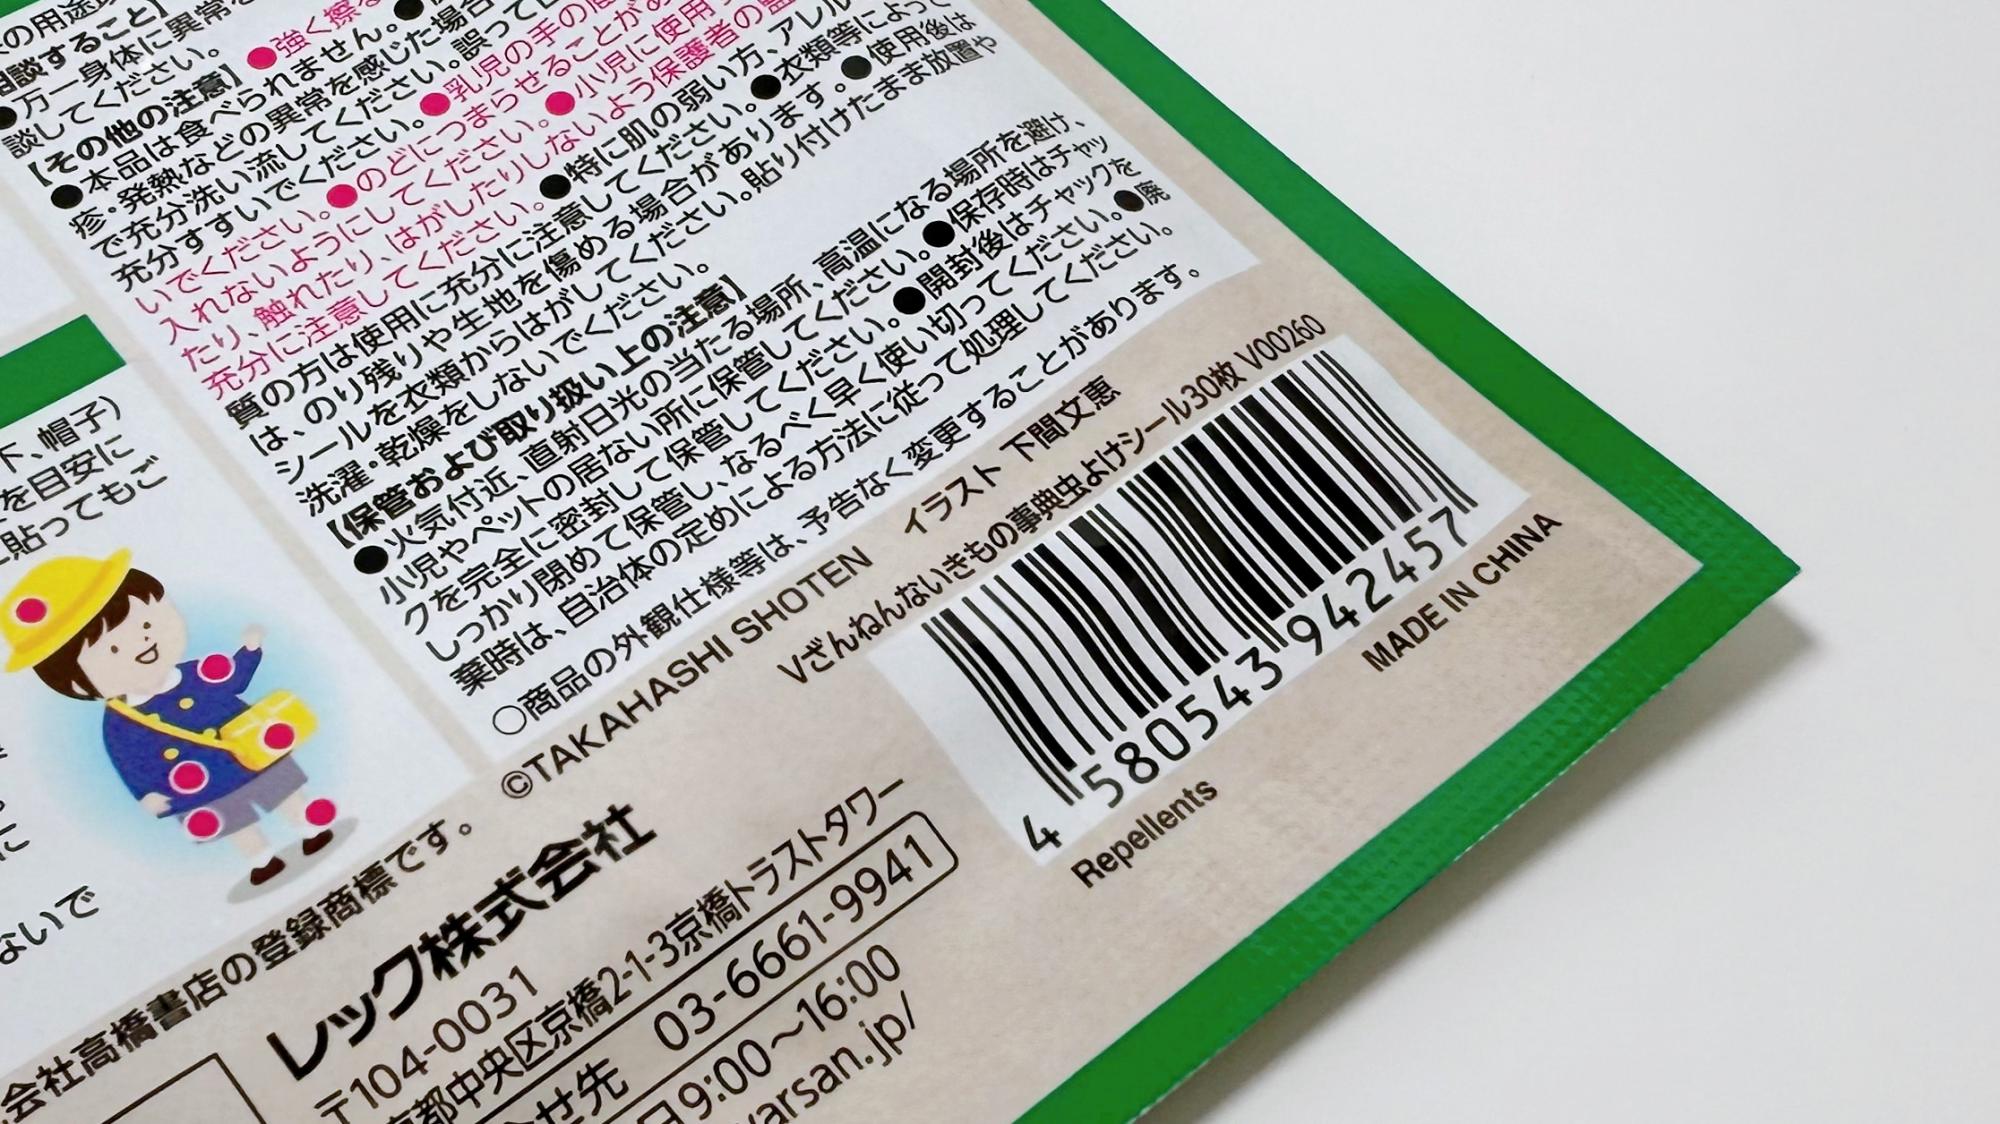 の用途以
相談すること】
●万一身体に異常を
談してください。
【その他の注意】●強く擦
●本品は食べられません。●
疹・発熱などの異常を感じた場合
で充分洗い流してください。誤って
充分すすいでください。●乳児の手の
いでください。●のどにつまらせることが
入れないようにしてください。●小児に使用
たり、触れたり、はがしたりしないよう保護者の監
充分に注意してください。●特に肌の弱い方、アレル
質の方は使用に充分に注意してください。●衣類等によって
は、のり残りや生地を傷める場合があります。●使用後は
シールを衣類からはがしてください。貼り付けたまま放置や
洗濯・乾燥をしないでください。
【保管および取り扱い上の注意】
●火気付近、直射日光の当たる場所、高温になる場所を避け、
小児やペットの居ない所に保管してください。●保存時はチャッ
クを完全に密封して保管してください。●開封後はチャックを
しっかり閉めて保管し、なるべく早く使い切ってください。●廃
棄時は、自治体の定めによる方法に従って処理してください。
○商品の外観仕様等は、予告なく変更することがあります。
©TAKAHASHI SHOTEN イラスト 下間文恵
Vざんねんないきもの事典虫よけシール30枚 V00260
4 580543 942457
MADE IN CHINA
Repellents
下、帽子)
を目安に
に貼ってもご
に
ないで
会社高橋書店の登録商標です。
レック株式会社
〒104-0031
京都中央区京橋2-1-3京橋トラストタワー
せ先 03-6661-9941
日9:00〜16:00
varsan.jp/